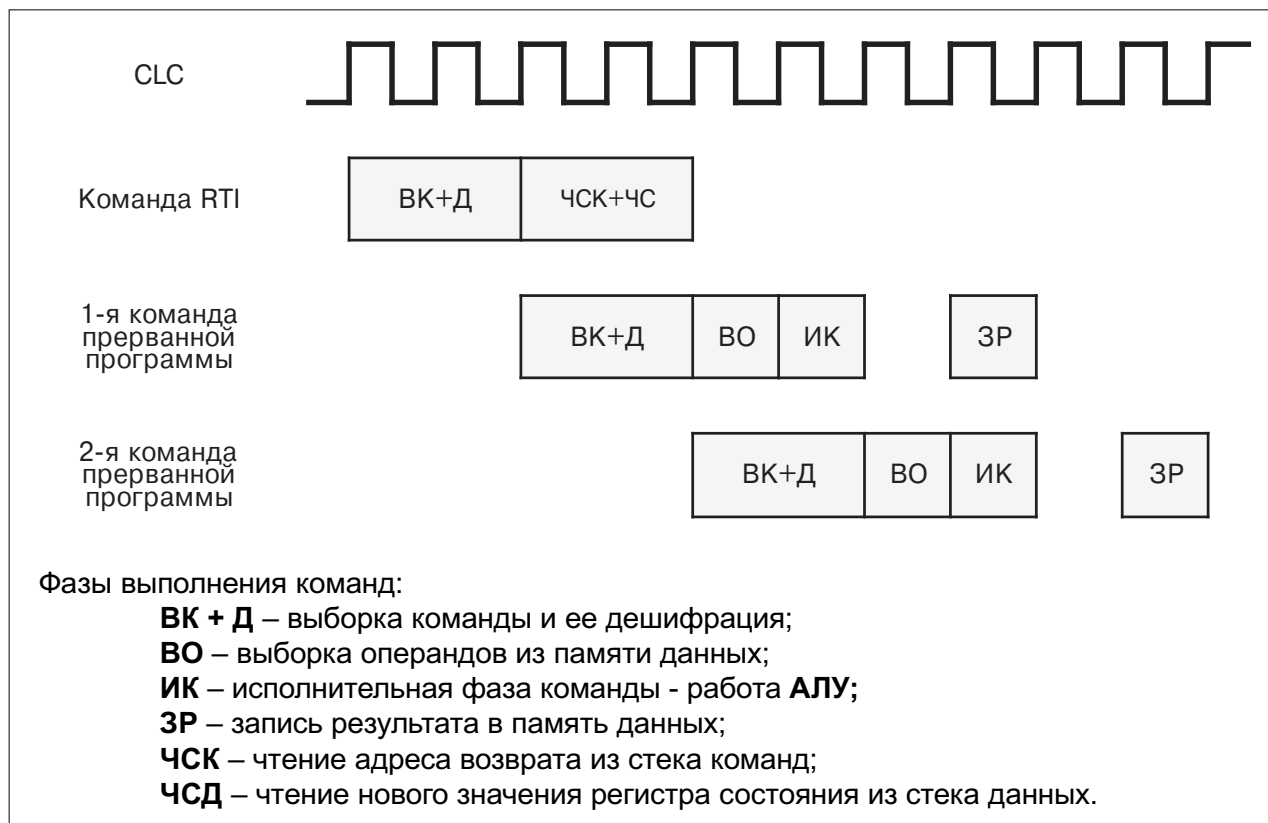 CLC
Команда RTI
ВК+Д
ЧСК+ЧС
1-я команда
прерванной
программы
ВК+Д
ВО
ИК
ЗР
2-я команда
прерванной
программы
ВК+Д
ВО
ИК
ЗР
Фазы выполнения команд:
ВК + Д – выборка команды и ее дешифрация;
ВО – выборка операндов из памяти данных;
ИК – исполнительная фаза команды - работа АЛУ;
ЗР – запись результата в память данных;
ЧСК – чтение адреса возврата из стека команд;
ЧСД – чтение нового значения регистра состояния из стека данных.